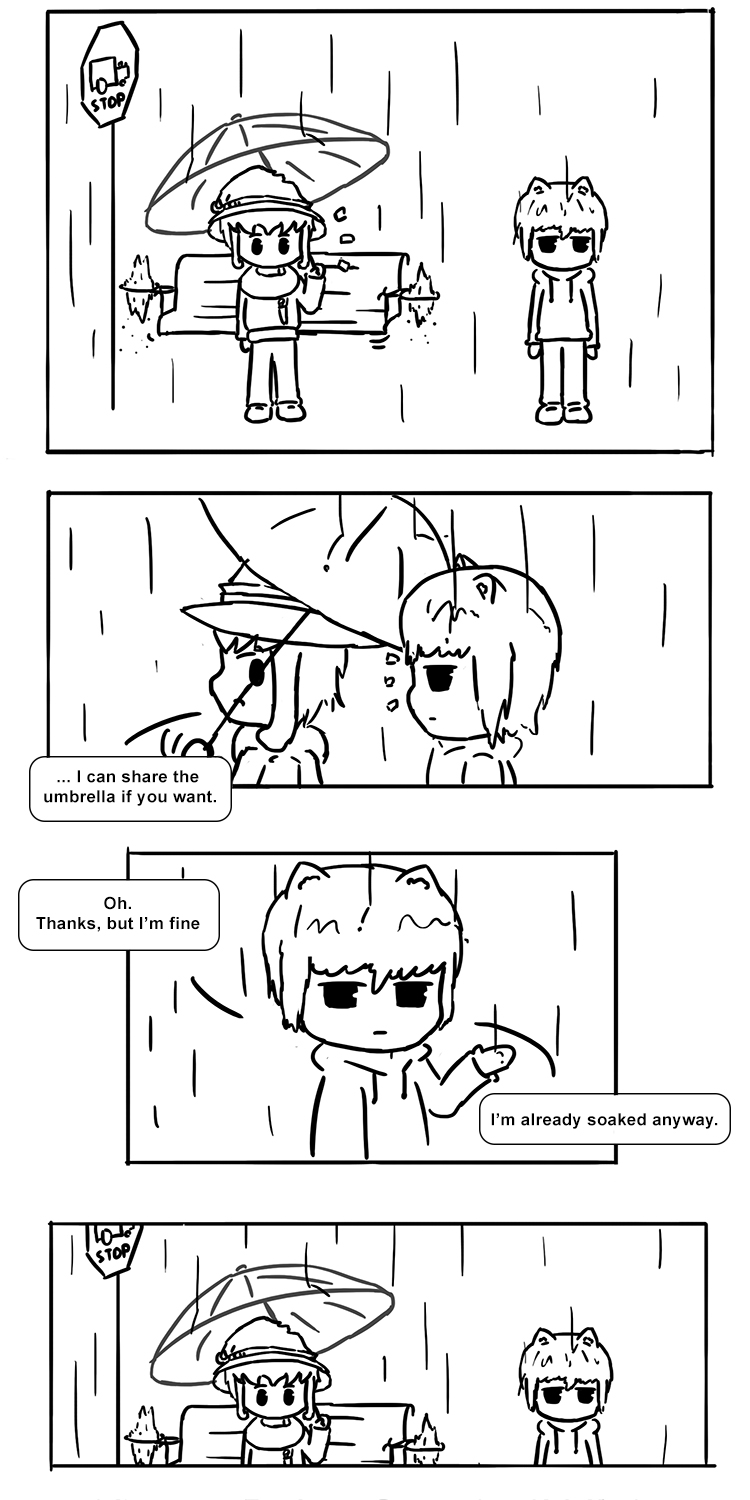 STOP
... I can share the
umbrella if you want.
Oh.
Thanks, but I'm fine
I'm already soaked anyway.
STOP